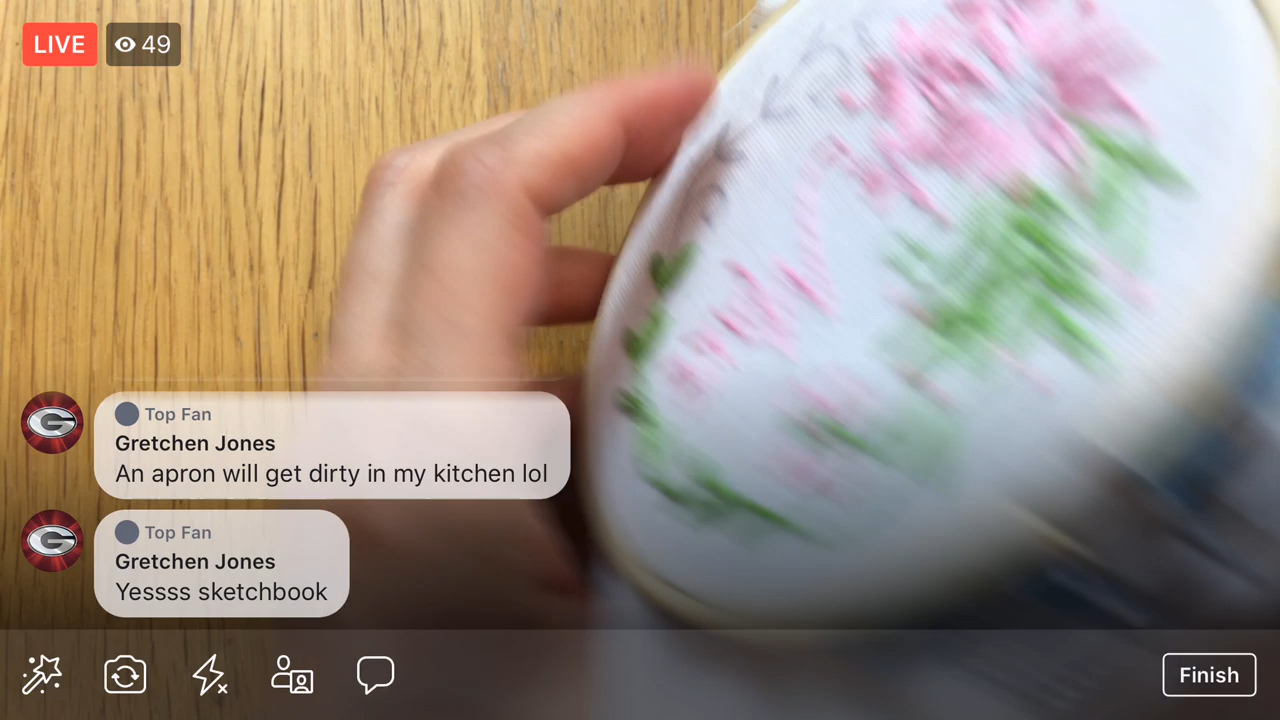 LIVE
49
Top Fan
Gretchen Jones
An apron will get dirty in my kitchen lol
Top Fan
Gretchen Jones
Yessss sketchbook
Finish